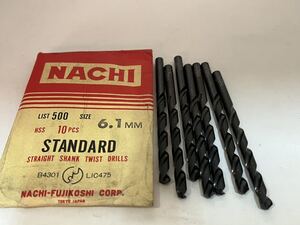 NACHI
LIST 500 SIZE
HSS 10 PCS 6.1 MM
STANDARD
STRAIGHT SHANK TWIST DRILLS
B4301 LIC475
NACHI-FUJIKOSHI CORP.
TOKYO JAPAN